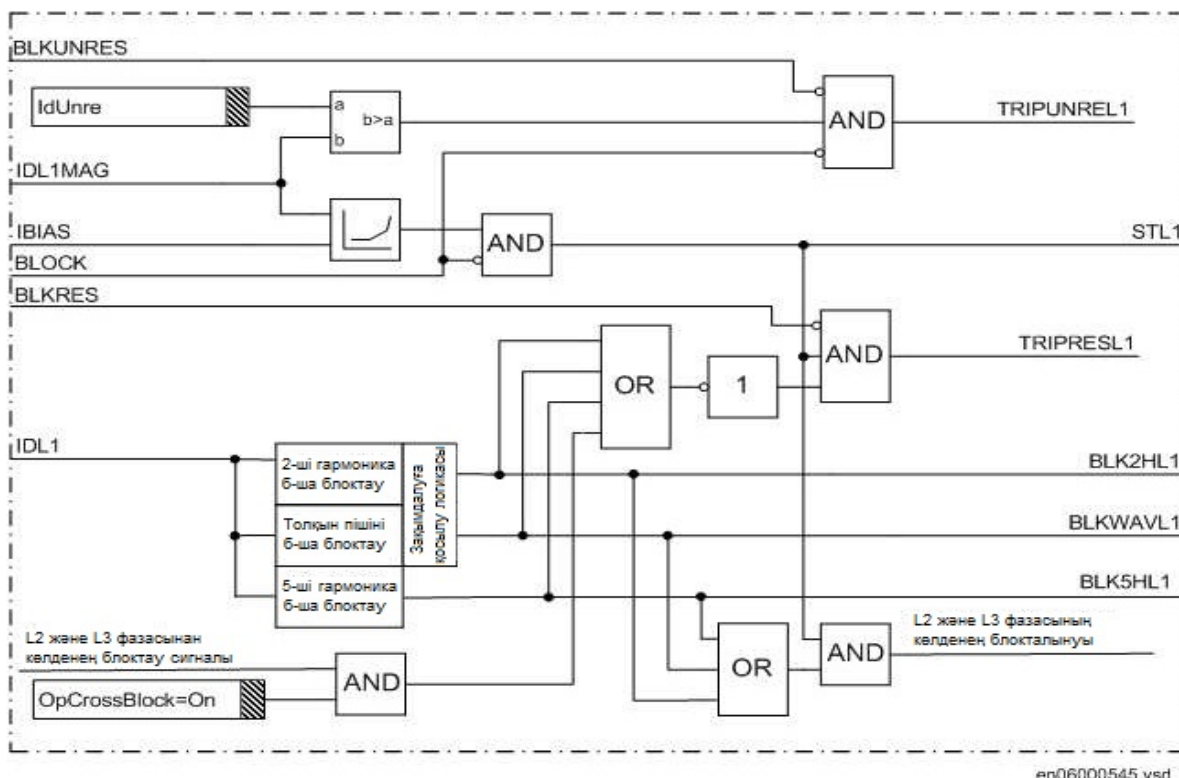 BLKUNRES
IdUnre
a
b>a
b
AND
TRIPUNREL1
IDL1MAG
IBIAS
AND
STL1
BLOCK
BLKRES
OR
1
AND
TRIPRESL1
IDL1
2-ші гармоника
б-ша блоктау
Толқын пішіні
б-ша блоктау
5-ші гармоника
б-ша блоктау
Зақымдалуға
қосылу логикасы
BLK2HL1
BLKWAVL1
BLK5HL1
L2 және L3 фазасынан
көлденең блоктау сигналы
OpCrossBlock=On
AND
OR
AND
L2 және L3 фазасының
көлденең блокталынуы
en06000545.vsd